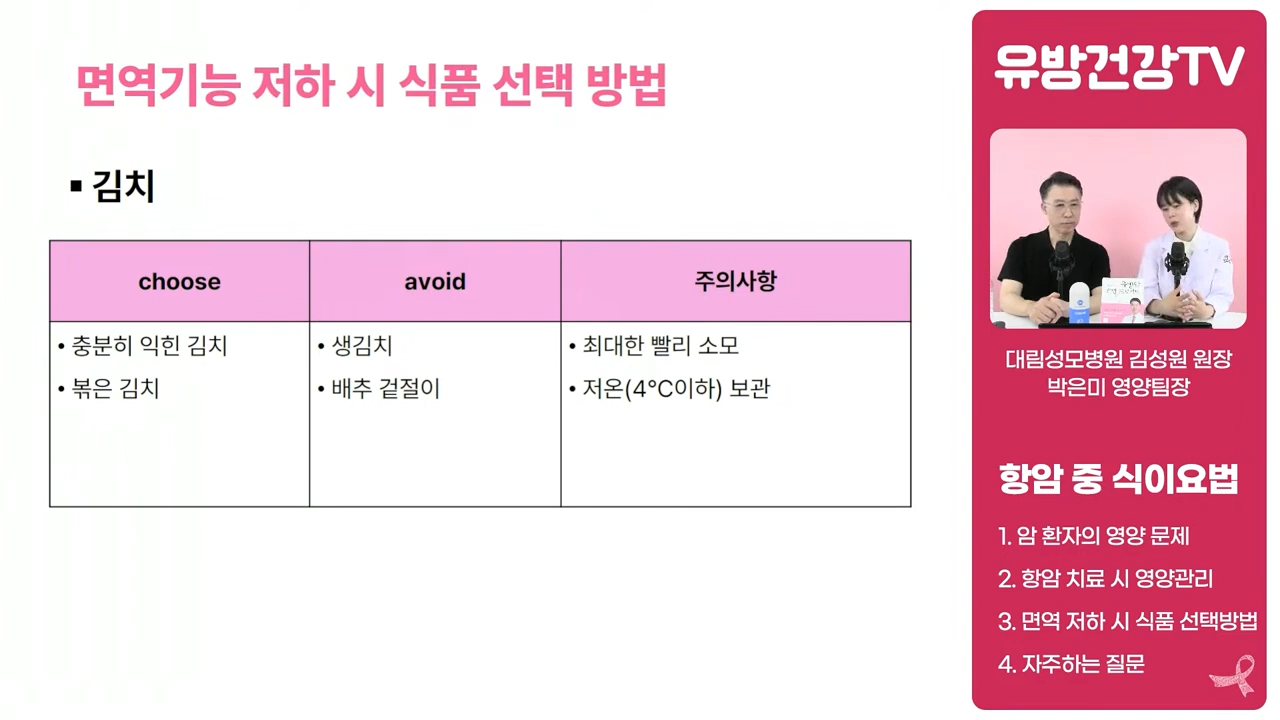 면역기능 저하 시 식품 선택 방법
▪ 김치
choose
avoid
주의사항
• 충분히 익힌 김치
• 볶은 김치
• 생김치
• 배추 겉절이
• 최대한 빨리 소모
• 저온(4°C이하) 보관
유방건강TV
대림성모병원 김성원 원장
박은미 영양팀장
항암 중 식이요법
1. 암 환자의 영양 문제
2. 항암 치료 시 영양관리
3. 면역 저하 시 식품 선택방법
4. 자주하는 질문